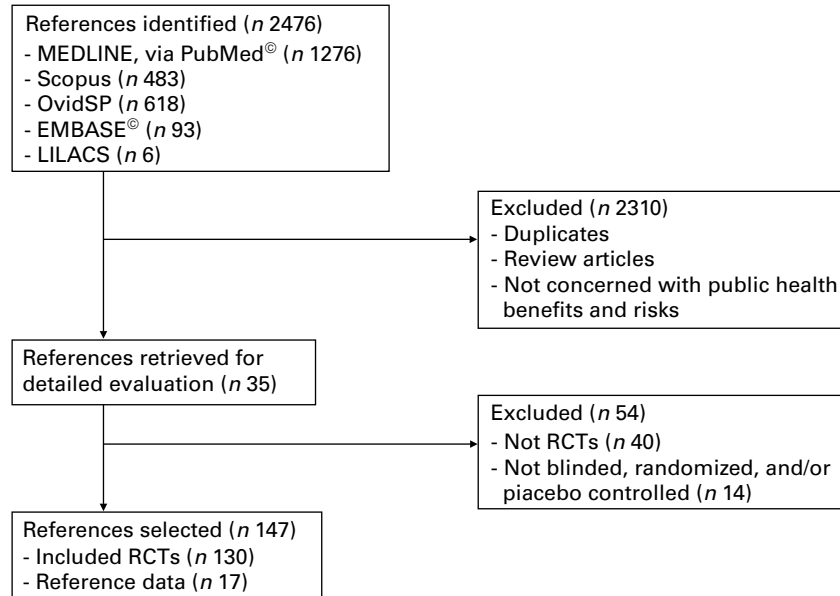 References identified (n 2476)
- MEDLINE, via PubMed© (n 1276)
- Scopus (n 483)
- OvidSP (n 618)
- EMBASE© (n 93)
- LILACS (n 6)
Excluded (n 2310)
- Duplicates
- Review articles
- Not concerned with public health
benefits and risks
References retrieved for
detailed evaluation (n 35)
Excluded (n 54)
- Not RCTs (n 40)
- Not blinded, randomized, and/or
piacebo controlled (n 14)
References selected (n 147)
- Included RCTs (n 130)
- Reference data (n 17)